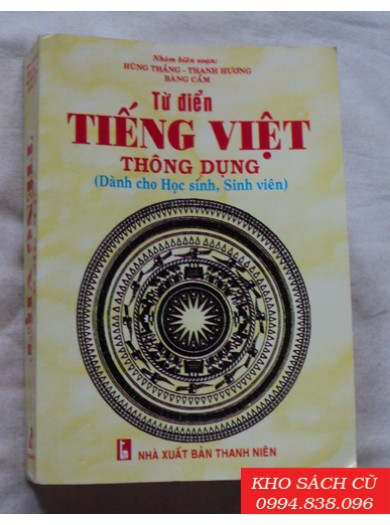 Nhóm biên soạn:
HÙNG THẮNG - THANH HƯƠNG
BÀNG CẨM
Từ điển
TIẾNG VIỆT
THÔNG DỤNG
(Dành cho Học sinh, Sinh viên)
NHÀ XUẤT BẢN THANH NIÊN
KHO SÁCH CŨ
0994.838.096